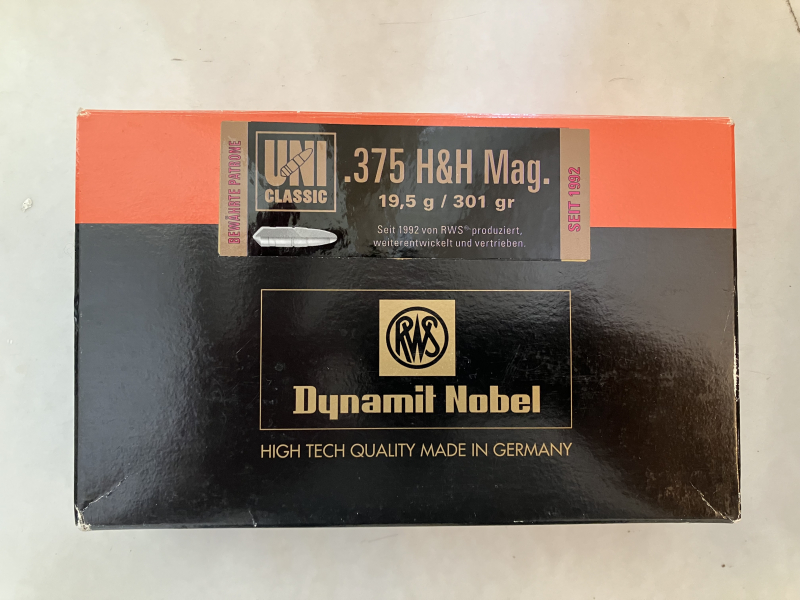 BEWÄHRTE PATRONE
UNI
CLASSIC
.375 H&H Mag.
19,5 g / 301 gr
Seit 1992 von RWS® produziert,
weiterentwickelt und vertrieben.
SEIT 1992
RWS
Dynamit Nobel
HIGH TECH QUALITY MADE IN GERMANY